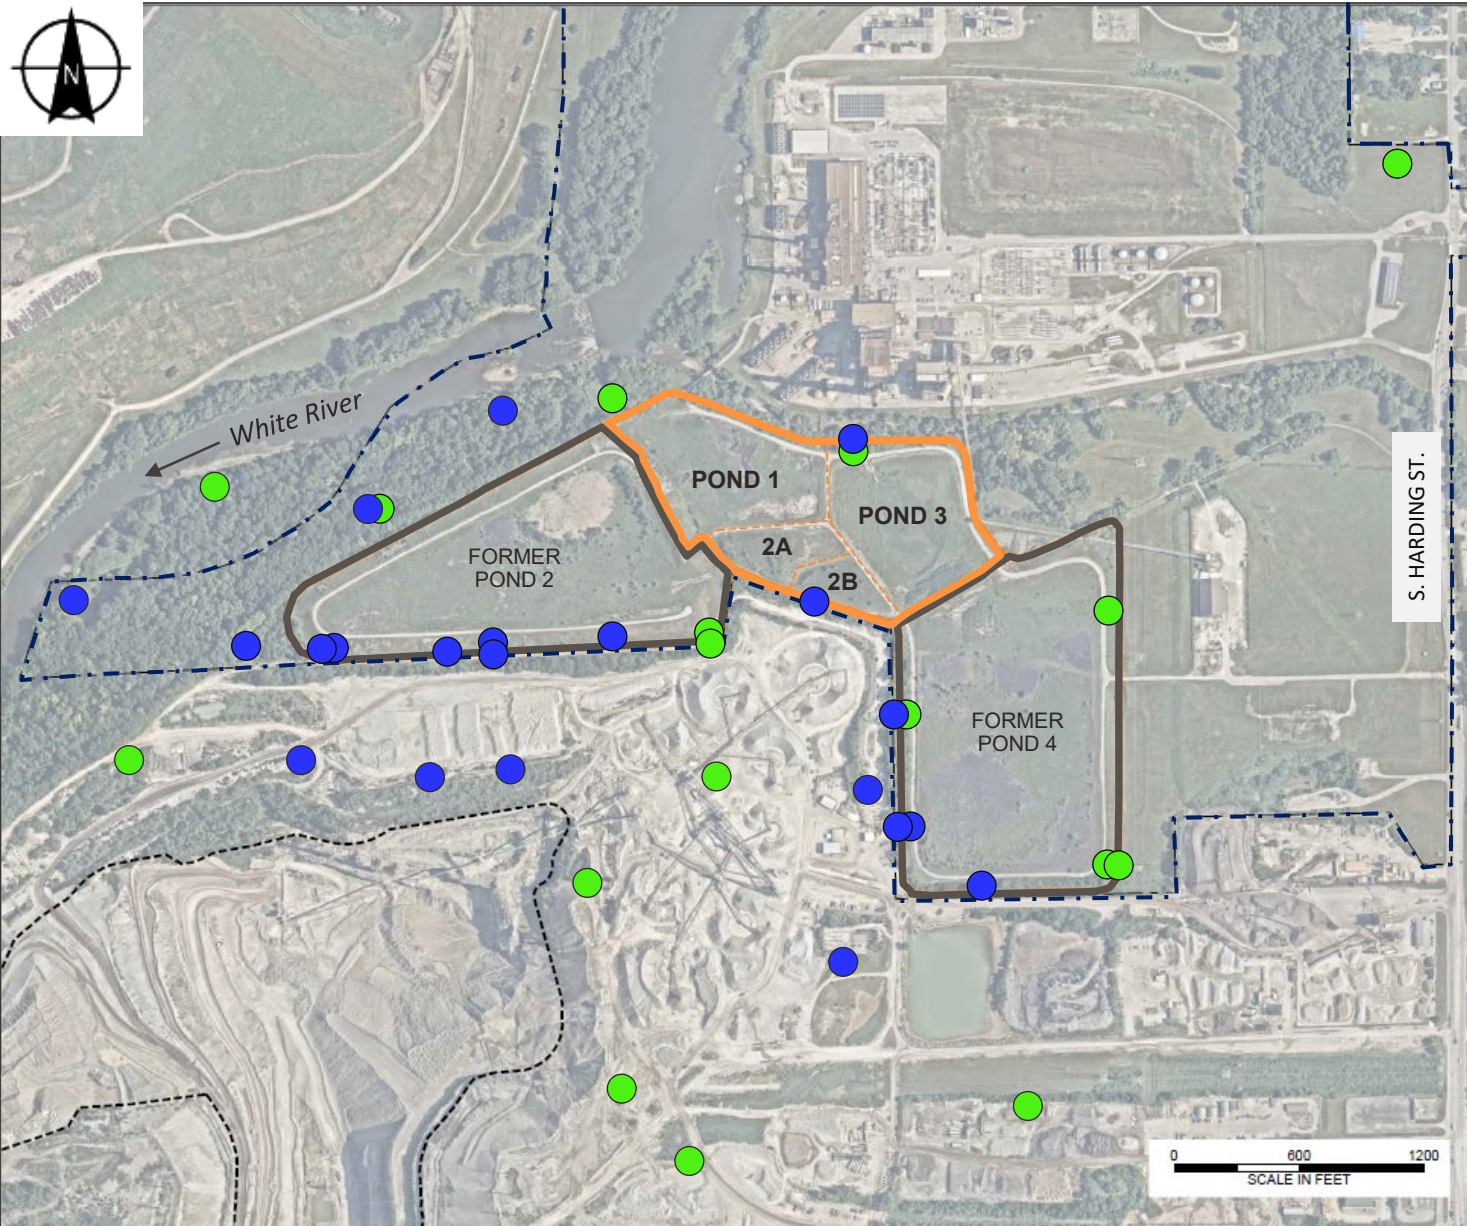 N
White River
POND 1
POND 3
2A
FORMER
POND 2
2B
S. HARDING ST.
FORMER
POND 4
0 600 1200
SCALE IN FEET